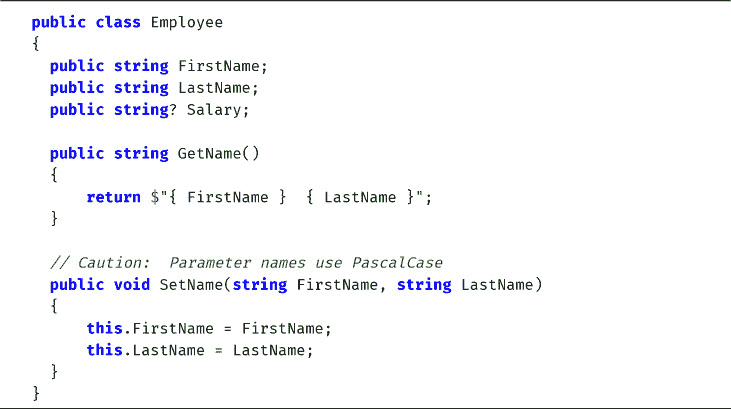 public class Employee
{
  public string FirstName;
  public string LastName;
  public string? Salary;

  public string GetName()
  {
      return $"{ FirstName }  { LastName }";
  }

  // Caution:  Parameter names use PascalCase
  public void SetName(string FirstName, string LastName)
  {
      this.FirstName = FirstName;
      this.LastName = LastName;
  }
}